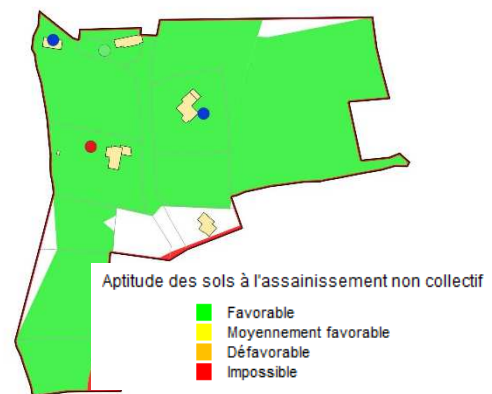 Aptitude des sols à l'assainissement non collectif
Favorable
Moyennement favorable
Défavorable
Impossible